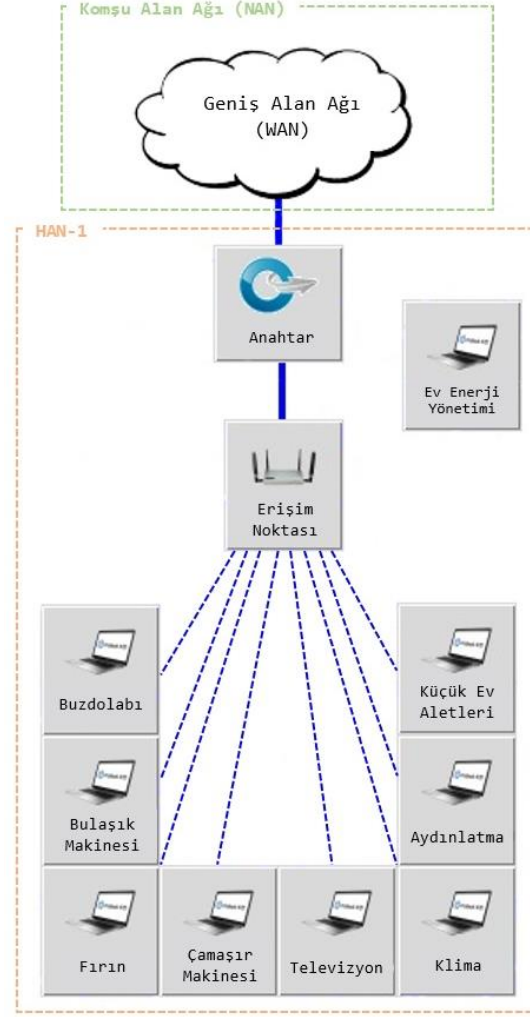 Komşu Alan Ağı (NAN)
Geniş Alan Ağı
(WAN)
HAN-1
Anahtar
Ev Enerji
Yönetimi
Erişim
Noktası
Buzdolabı
Küçük Ev
Aletleri
Bulaşık
Makinesi
Aydınlatma
Fırın
Çamaşır
Makinesi
Televizyon
Klima